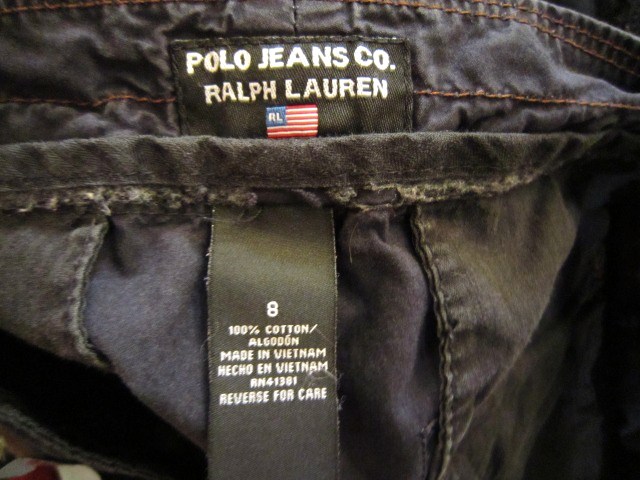 POLO JEANS CO.
RALPH LAUREN
RL
8
100% COTTON/
ALGODÓN
MADE IN VIETNAM
HECHO EN VIETNAM
RN41381
REVERSE FOR CARE